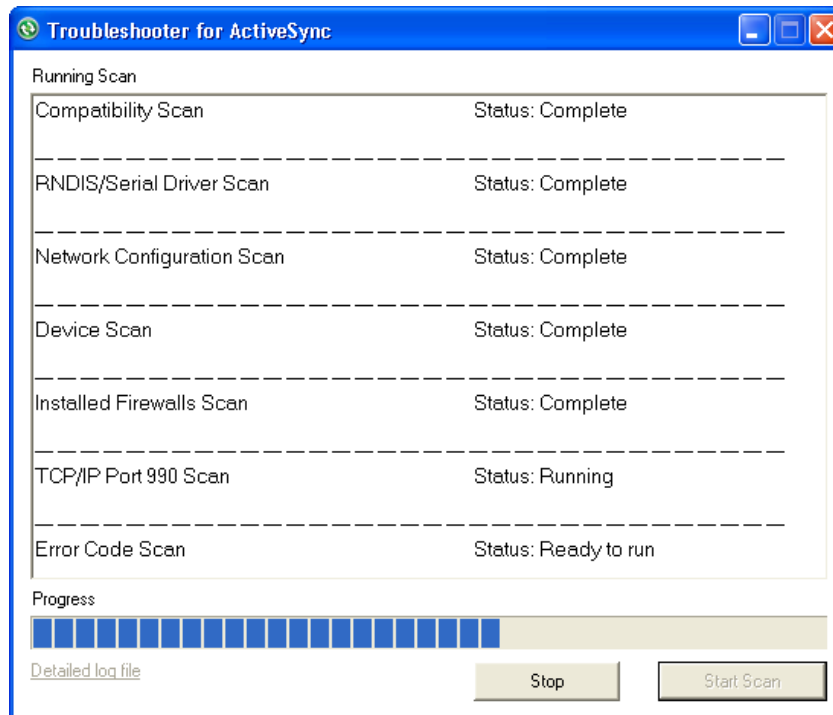 Troubleshooter for ActiveSync
Running Scan
Compatibility Scan Status: Complete
RNDIS/Serial Driver Scan Status: Complete
Network Configuration Scan Status: Complete
Device Scan Status: Complete
Installed Firewalls Scan Status: Complete
TCP/IP Port 990 Scan Status: Running
Error Code Scan Status: Ready to run
Progress
Detailed log file
Stop Start Scan